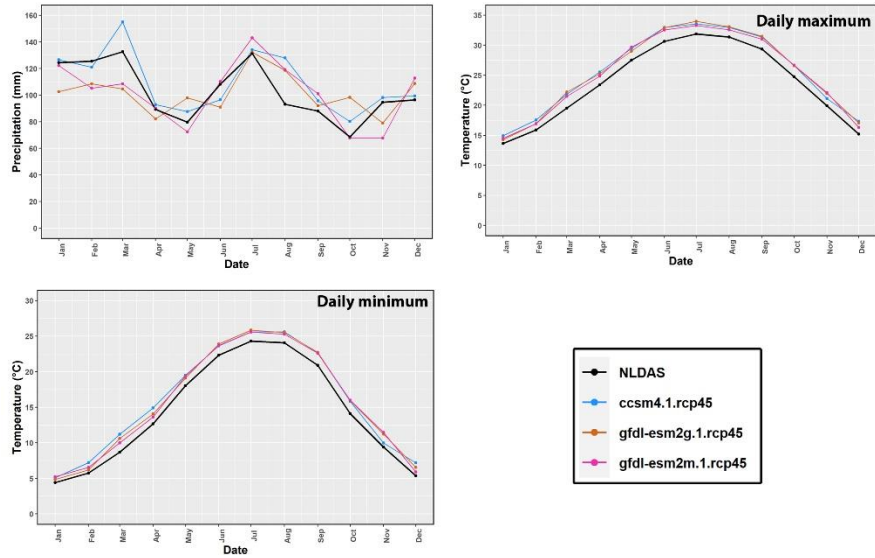 160
140
120
100
80
60
40
20
0
Precipitation (mm)
Jan Feb Mar Apr May Jun Jul Aug Sep Oct Nov Dec
Date
Daily maximum
35
30
25
20
15
10
5
0
Temperature (°C)
Jan Feb Mar Apr May Jun Jul Aug Sep Oct Nov Dec
Date
Daily minimum
30
25
20
15
10
5
0
Temperature (°C)
Jan Feb Mar Apr May Jun Jul Aug Sep Oct Nov Dec
Date
NLDAS
ccsm4.1.rcp45
gfdl-esm2g.1.rcp45
gfdl-esm2m.1.rcp45